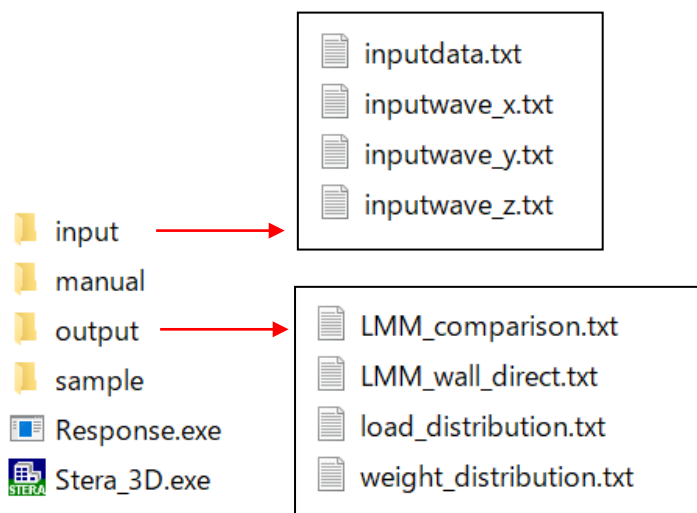 inputdata.txt
inputwave_x.txt
inputwave_y.txt
inputwave_z.txt
input
manual
output
sample
Response.exe
STERA
Stera_3D.exe
LMM_comparison.txt
LMM_wall_direct.txt
load_distribution.txt
weight_distribution.txt